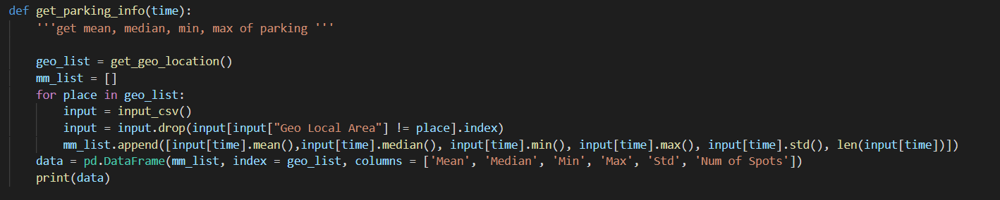 def get_parking_info(time):
    '''get mean, median, min, max of parking '''
    geo_list = get_geo_location()
    mm_list = []
    for place in geo_list:
        input = input_csv()
        input = input.drop(input[input["Geo Local Area"] != place].index)
        mm_list.append([input[time].mean(),input[time].median(), input[time].min(), input[time].max(), input[time].std(), len(input[time])])
    data = pd.DataFrame(mm_list, index = geo_list, columns = ['Mean', 'Median', 'Min', 'Max', 'Std', 'Num of Spots'])
    print(data)